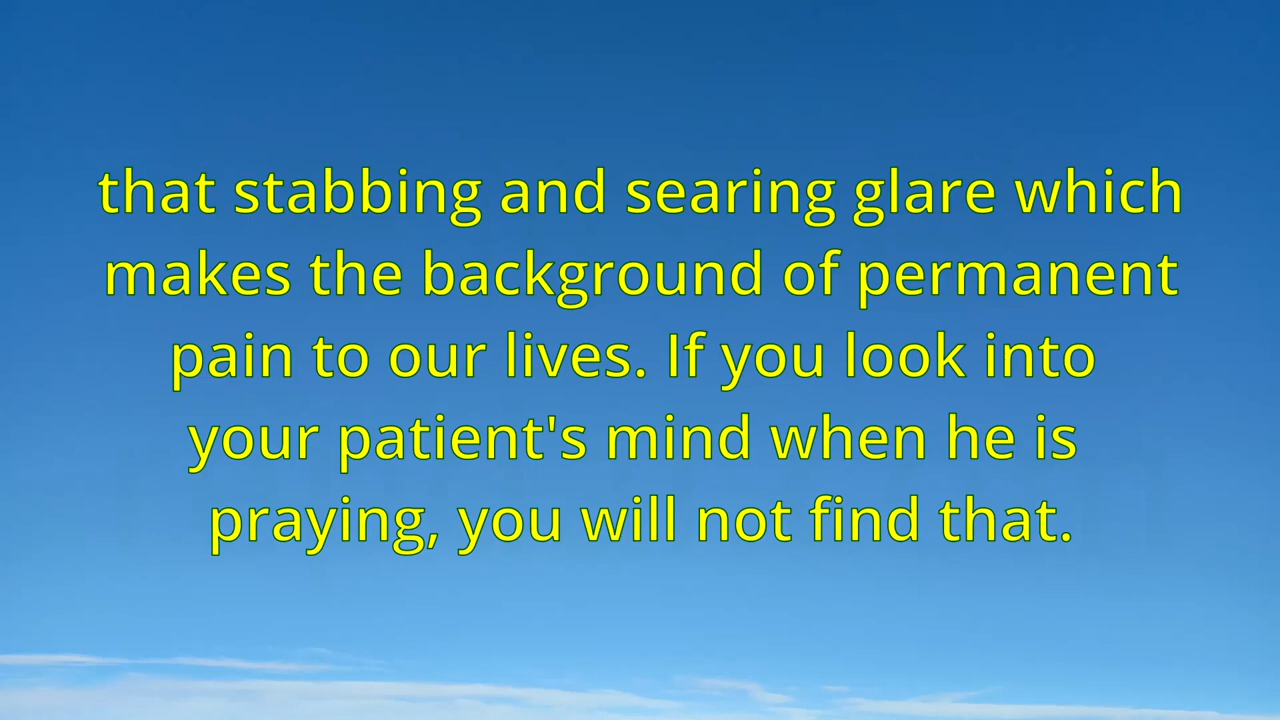 that stabbing and searing glare which
makes the background of permanent
pain to our lives. If you look into
your patient's mind when he is
praying, you will not find that.